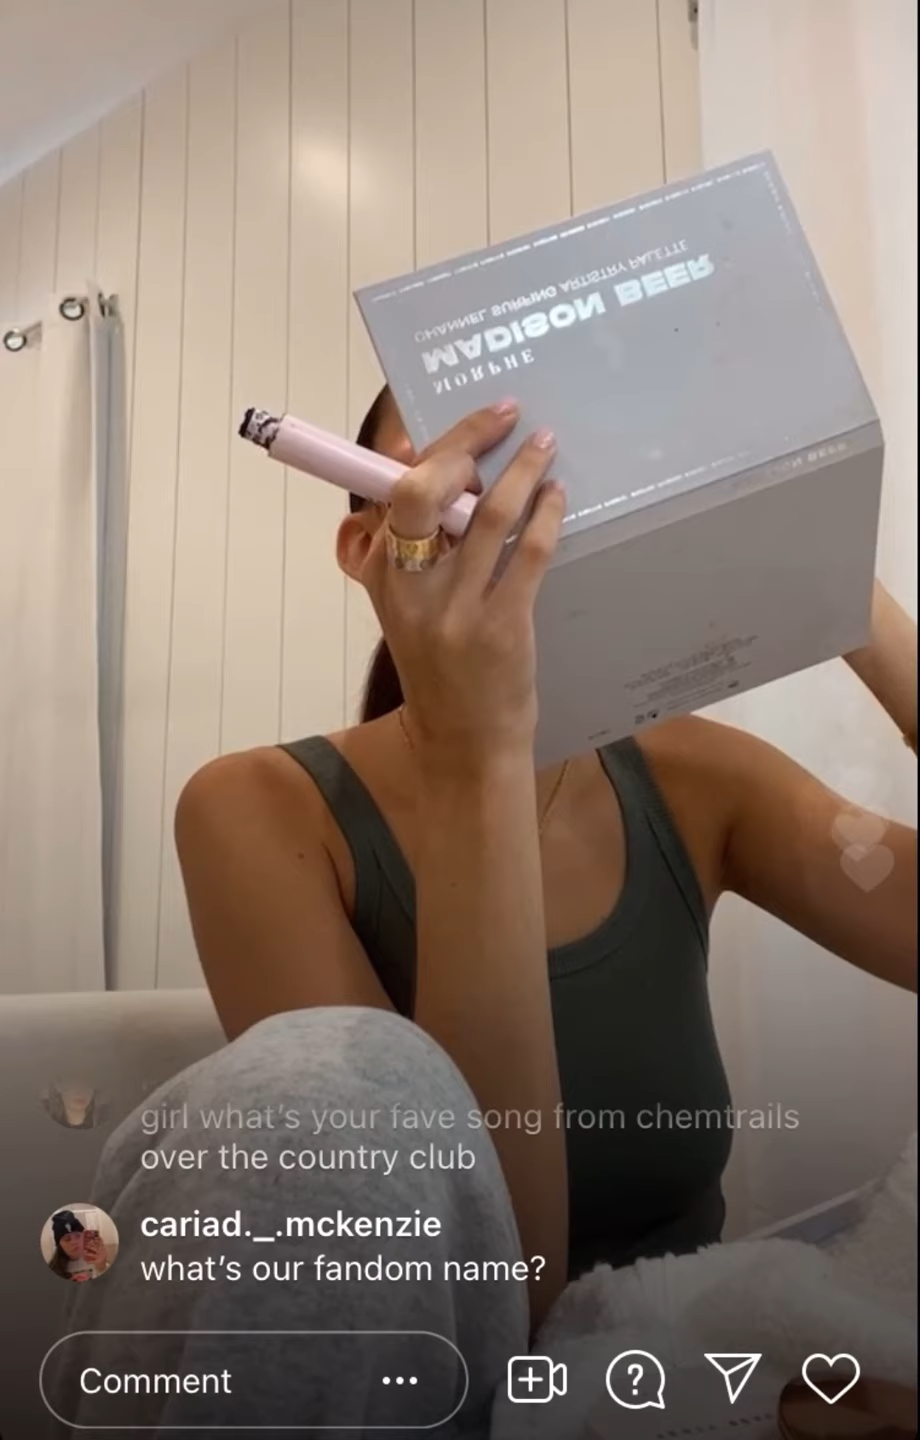 CHANNEL SURFING ARTISTRY PALETTE
MADISON BEER
MORPHE
girl what's your fave song from chemtrails
over the country club
cariad._.mckenzie
what's our fandom name?
Comment